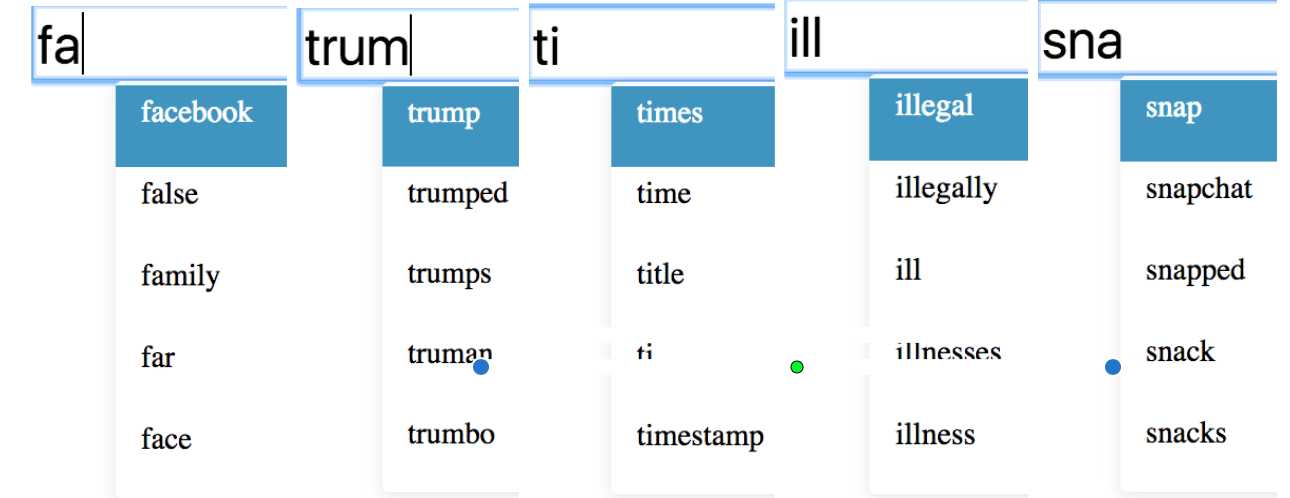 fa
facebook
false
family
far
face
trum
trump
trumped
trumps
truman
trumbo
ti
times
time
title
ti
timestamp
ill
illegal
illegally
ill
illnesses
illness
sna
snap
snapchat
snapped
snack
snacks